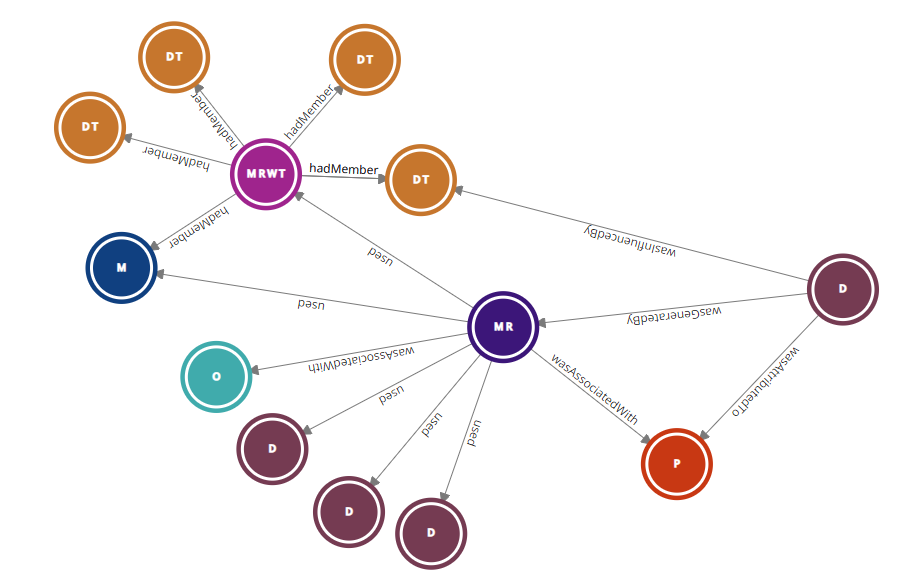 DT
DT
DT
hadMember
hadMember
hadMember
MRWT
hadMember
DT
hadMember
wasInfluencedBy
used
M
D
used
wasGeneratedBy
MR
wasAssociatedWith
wasAssociatedWith
wasAttributedTo
O
used
used
used
D
P
D
D